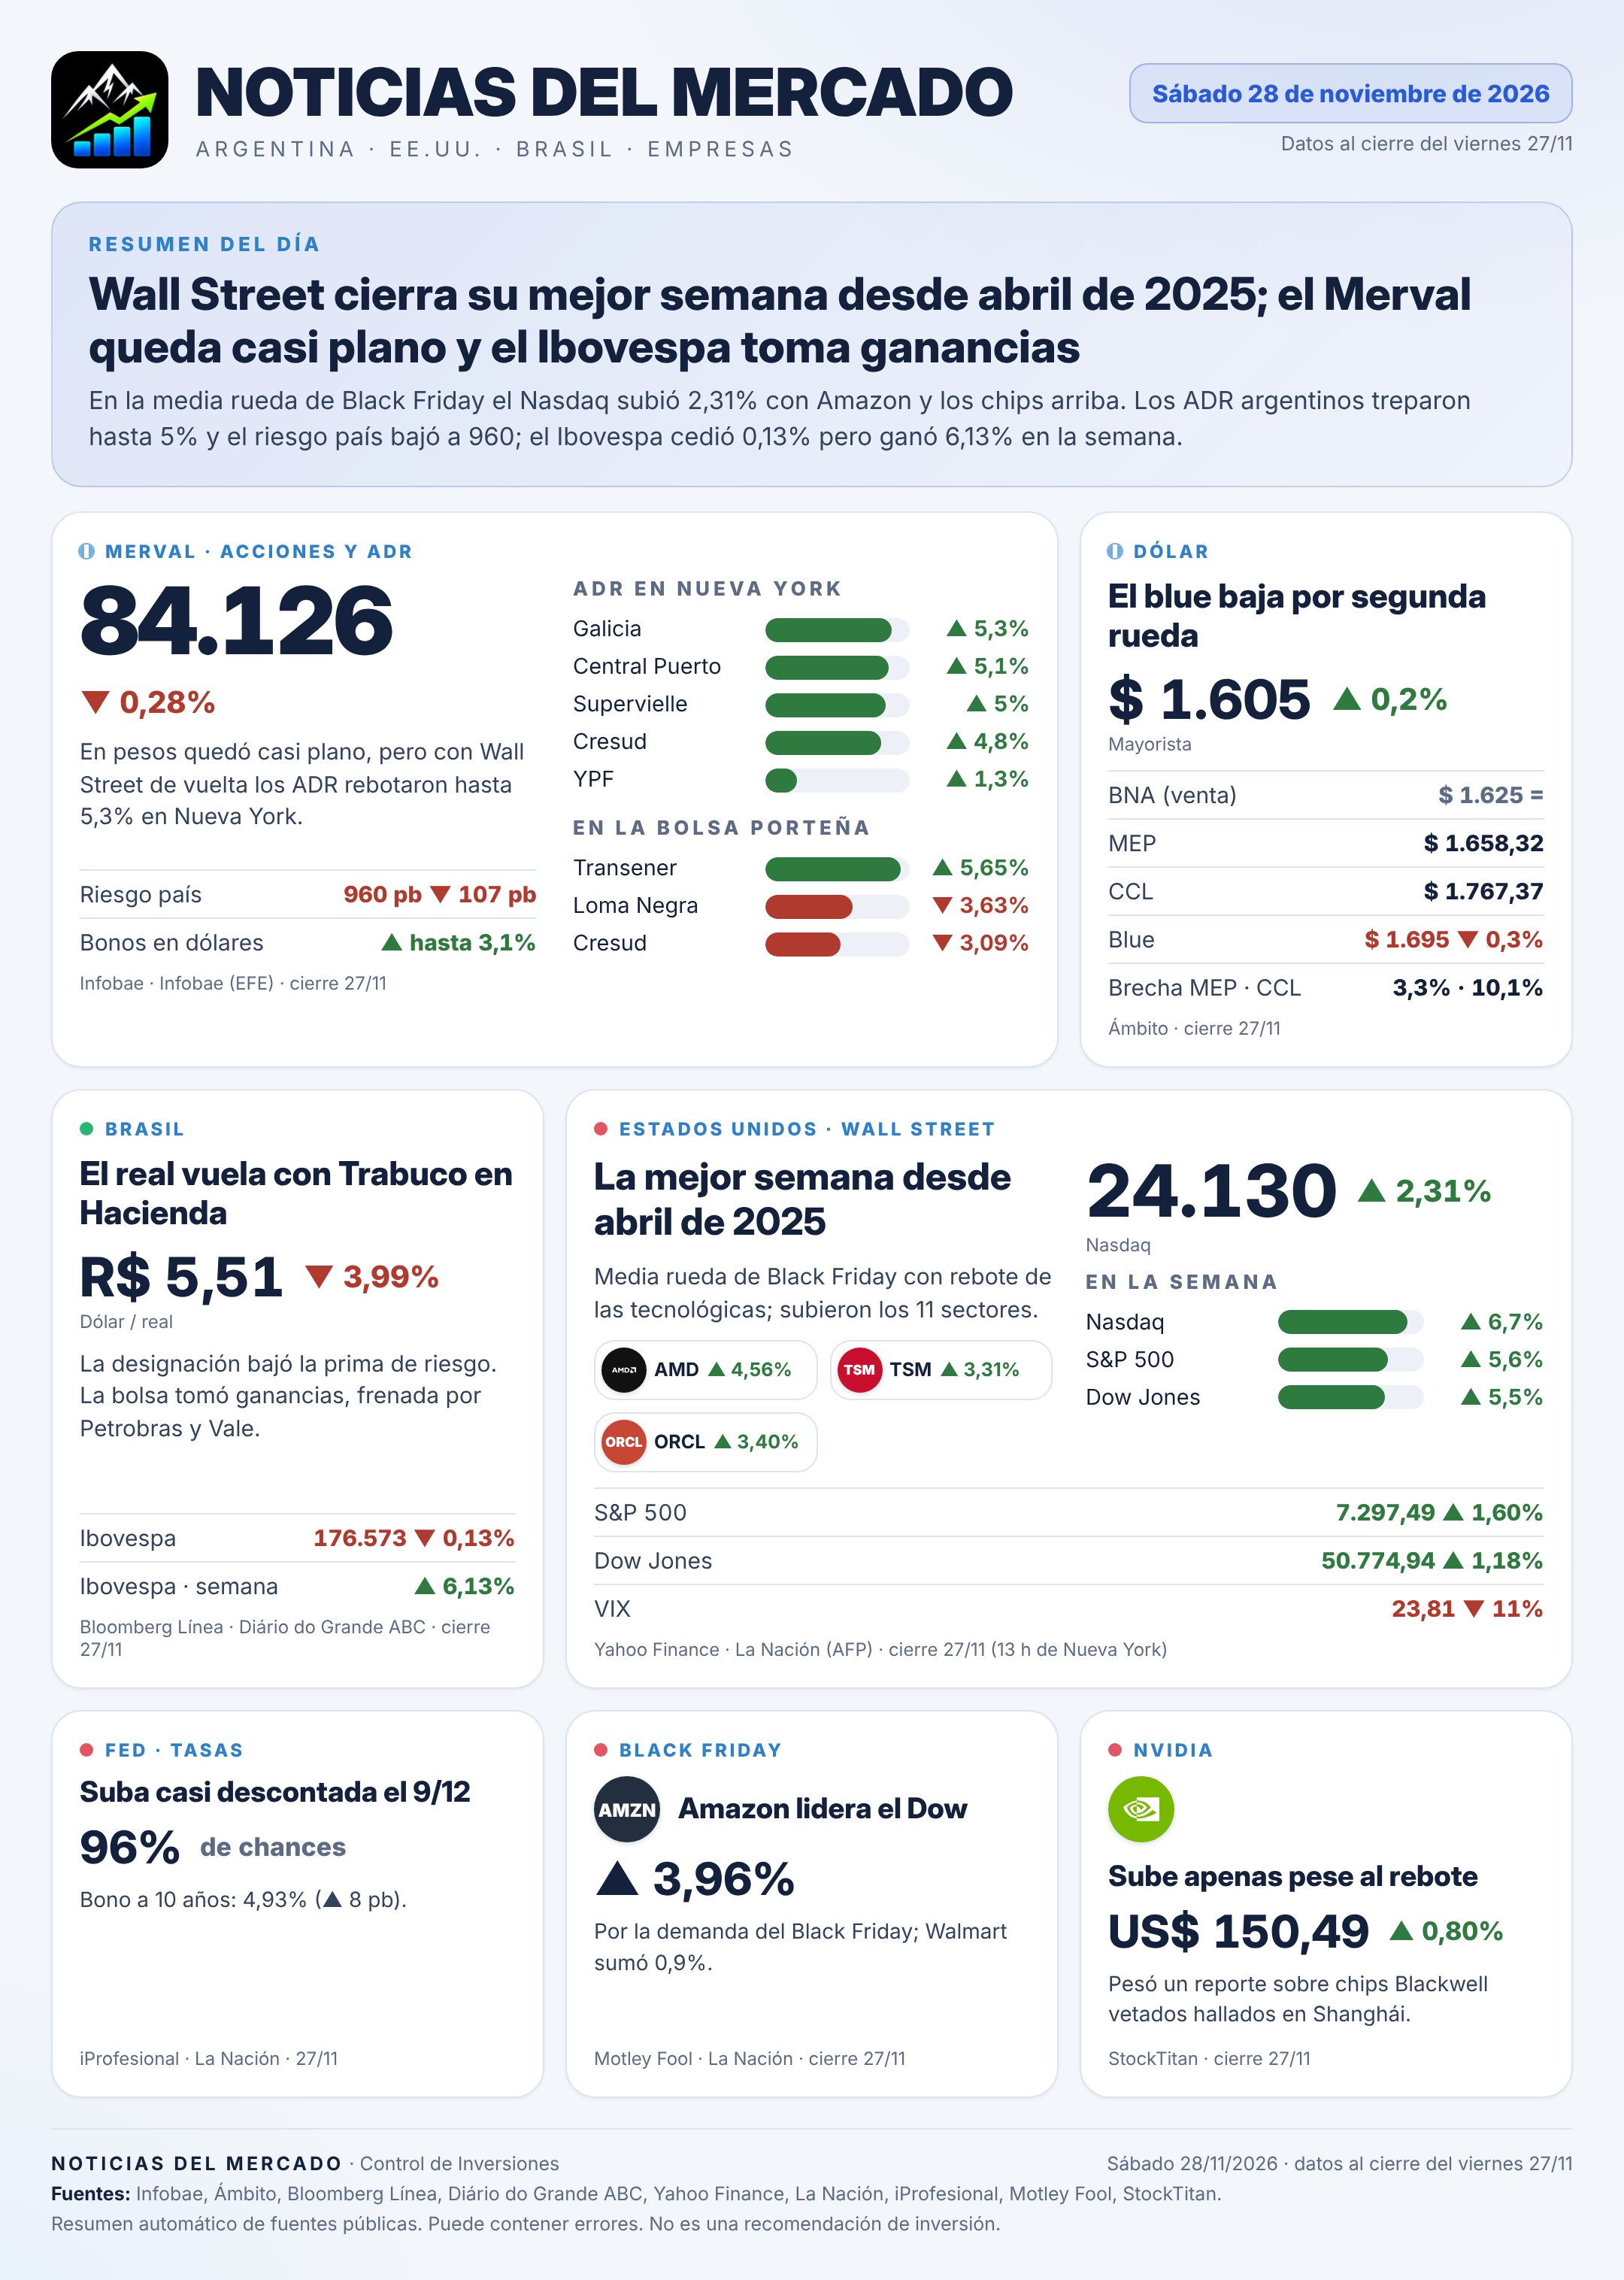 NOTICIAS DEL MERCADO
ARGENTINA · EE.UU. · BRASIL · EMPRESAS
Sábado 28 de noviembre de 2026
Datos al cierre del viernes 27/11
RESUMEN DEL DÍA
Wall Street cierra su mejor semana desde abril de 2025; el Merval
queda casi plano y el Ibovespa toma ganancias
En la media rueda de Black Friday el Nasdaq subió 2,31% con Amazon y los chips arriba. Los ADR argentinos treparon
hasta 5% y el riesgo país bajó a 960; el Ibovespa cedió 0,13% pero ganó 6,13% en la semana.
MERVAL · ACCIONES Y ADR
84.126
▼ 0,28%
En pesos quedó casi plano, pero con Wall
Street de vuelta los ADR rebotaron hasta
5,3% en Nueva York.
Riesgo país 960 pb ▼ 107 pb
Bonos en dólares ▲ hasta 3,1%
Infobae · Infobae (EFE) · cierre 27/11
ADR EN NUEVA YORK
Galicia ▲ 5,3%
Central Puerto ▲ 5,1%
Supervielle ▲ 5%
Cresud ▲ 4,8%
YPF ▲ 1,3%
EN LA BOLSA PORTEÑA
Transener ▲ 5,65%
Loma Negra ▼ 3,63%
Cresud ▼ 3,09%
DÓLAR
El blue baja por segunda
rueda
$ 1.605 ▲ 0,2%
Mayorista
BNA (venta) $ 1.625 =
MEP $ 1.658,32
CCL $ 1.767,37
Blue $ 1.695 ▼ 0,3%
Brecha MEP · CCL 3,3% · 10,1%
Ámbito · cierre 27/11
BRASIL
El real vuela con Trabuco en
Hacienda
R$ 5,51 ▼ 3,99%
Dólar / real
La designación bajó la prima de riesgo.
La bolsa tomó ganancias, frenada por
Petrobras y Vale.
Ibovespa 176.573 ▼ 0,13%
Ibovespa · semana ▲ 6,13%
Bloomberg Línea · Diário do Grande ABC · cierre
27/11
ESTADOS UNIDOS · WALL STREET
La mejor semana desde
abril de 2025
Media rueda de Black Friday con rebote de
las tecnológicas; subieron los 11 sectores.
AMD AMD ▲ 4,56%
TSM TSM ▲ 3,31%
ORCL ORCL ▲ 3,40%
24.130 ▲ 2,31%
Nasdaq
EN LA SEMANA
Nasdaq ▲ 6,7%
S&P 500 ▲ 5,6%
Dow Jones ▲ 5,5%
S&P 500 7.297,49 ▲ 1,60%
Dow Jones 50.774,94 ▲ 1,18%
VIX 23,81 ▼ 11%
Yahoo Finance · La Nación (AFP) · cierre 27/11 (13 h de Nueva York)
FED · TASAS
Suba casi descontada el 9/12
96% de chances
Bono a 10 años: 4,93% (▲ 8 pb).
iProfesional · La Nación · 27/11
BLACK FRIDAY
AMZN Amazon lidera el Dow
▲ 3,96%
Por la demanda del Black Friday; Walmart
sumó 0,9%.
Motley Fool · La Nación · cierre 27/11
NVIDIA
Sube apenas pese al rebote
US$ 150,49 ▲ 0,80%
Pesó un reporte sobre chips Blackwell
vetados hallados en Shanghái.
StockTitan · cierre 27/11
NOTICIAS DEL MERCADO · Control de Inversiones
Sábado 28/11/2026 · datos al cierre del viernes 27/11
Fuentes: Infobae, Ámbito, Bloomberg Línea, Diário do Grande ABC, Yahoo Finance, La Nación, iProfesional, Motley Fool, StockTitan.
Resumen automático de fuentes públicas. Puede contener errores. No es una recomendación de inversión.